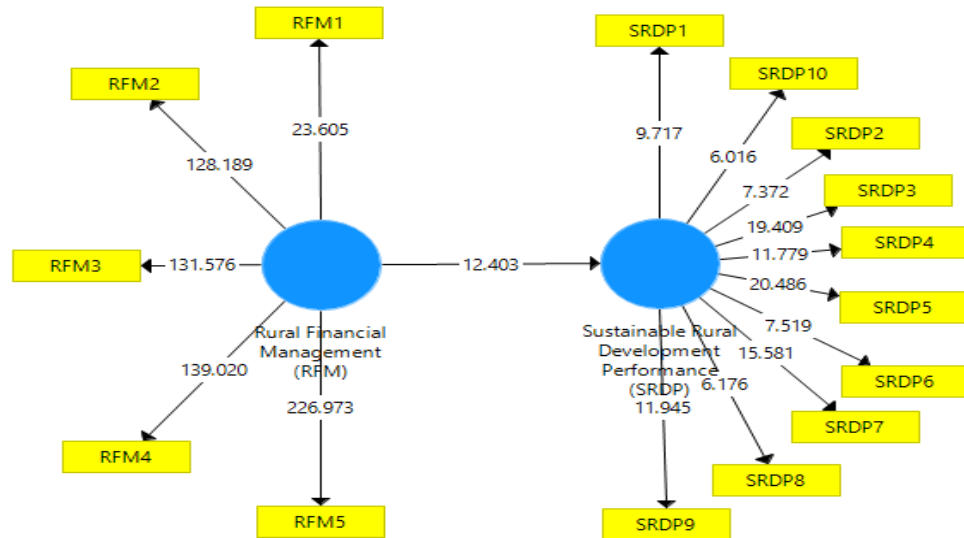 RFM1
SRDP1
SRDP10
RFM2
SRDP2
23.605
9.717
6.016
128.189
7.372
SRDP3
19.409
SRDP4
11.779
RFM3
131.576
12.403
20.486
SRDP5
7.519
Rural Financial
Management
(RFM)
Sustainable Rural
Development
Performance
(SRDP)
15.581
139.020
6.176
SRDP6
226.973
11.945
SRDP7
RFM4
SRDP8
RFM5
SRDP9